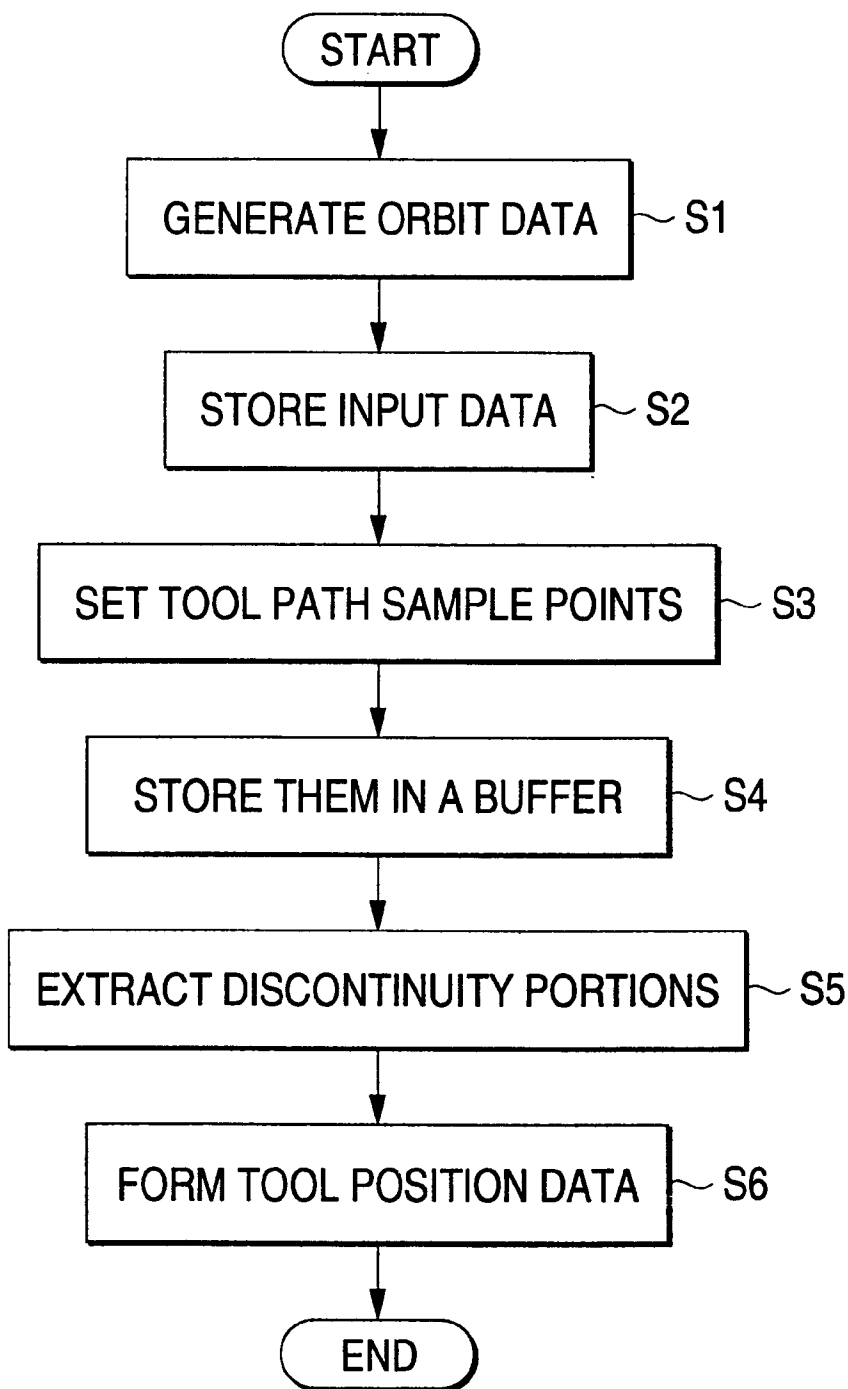 START
GENERATE ORBIT DATA
S1
STORE INPUT DATA
S2
SET TOOL PATH SAMPLE POINTS
S3
STORE THEM IN A BUFFER
S4
EXTRACT DISCONTINUITY PORTIONS
S5
FORM TOOL POSITION DATA
S6
END